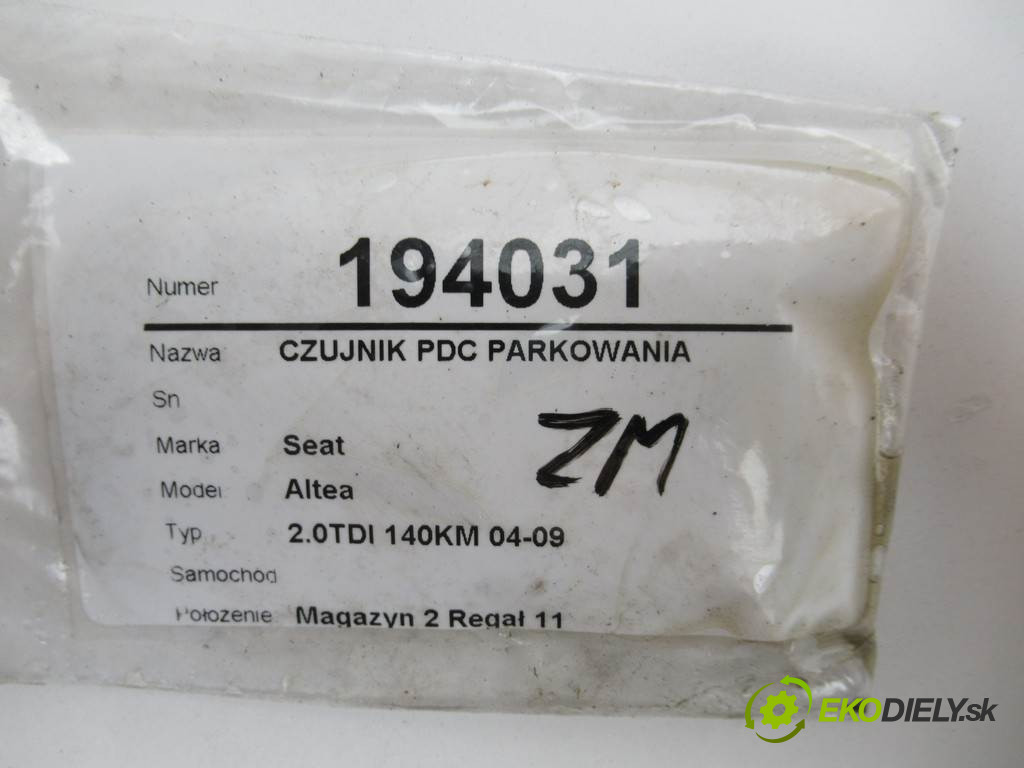 Numer 194031
Nazwa CZUJNIK PDC PARKOWANIA
Sn
Marka Seat
ZM
Model Altea
Typ 2.0TDI 140KM 04-09
Samochód
Położenie Magazyn 2 Regał 11
EKODIELY.sk